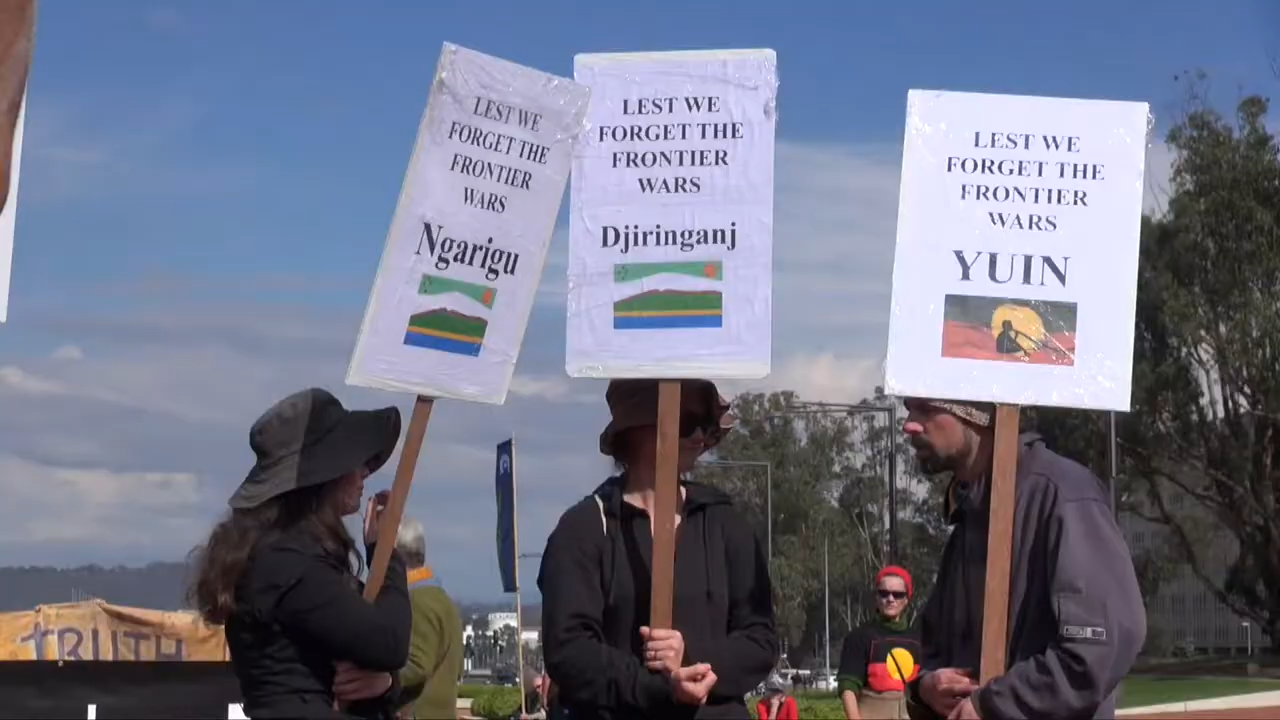 LEST WE
FORGET THE
FRONTIER
WARS
Ngarigu
LEST WE
FORGET THE
FRONTIER
WARS
Djiringanj
LEST WE
FORGET THE
FRONTIER
WARS
YUIN
TRUTH